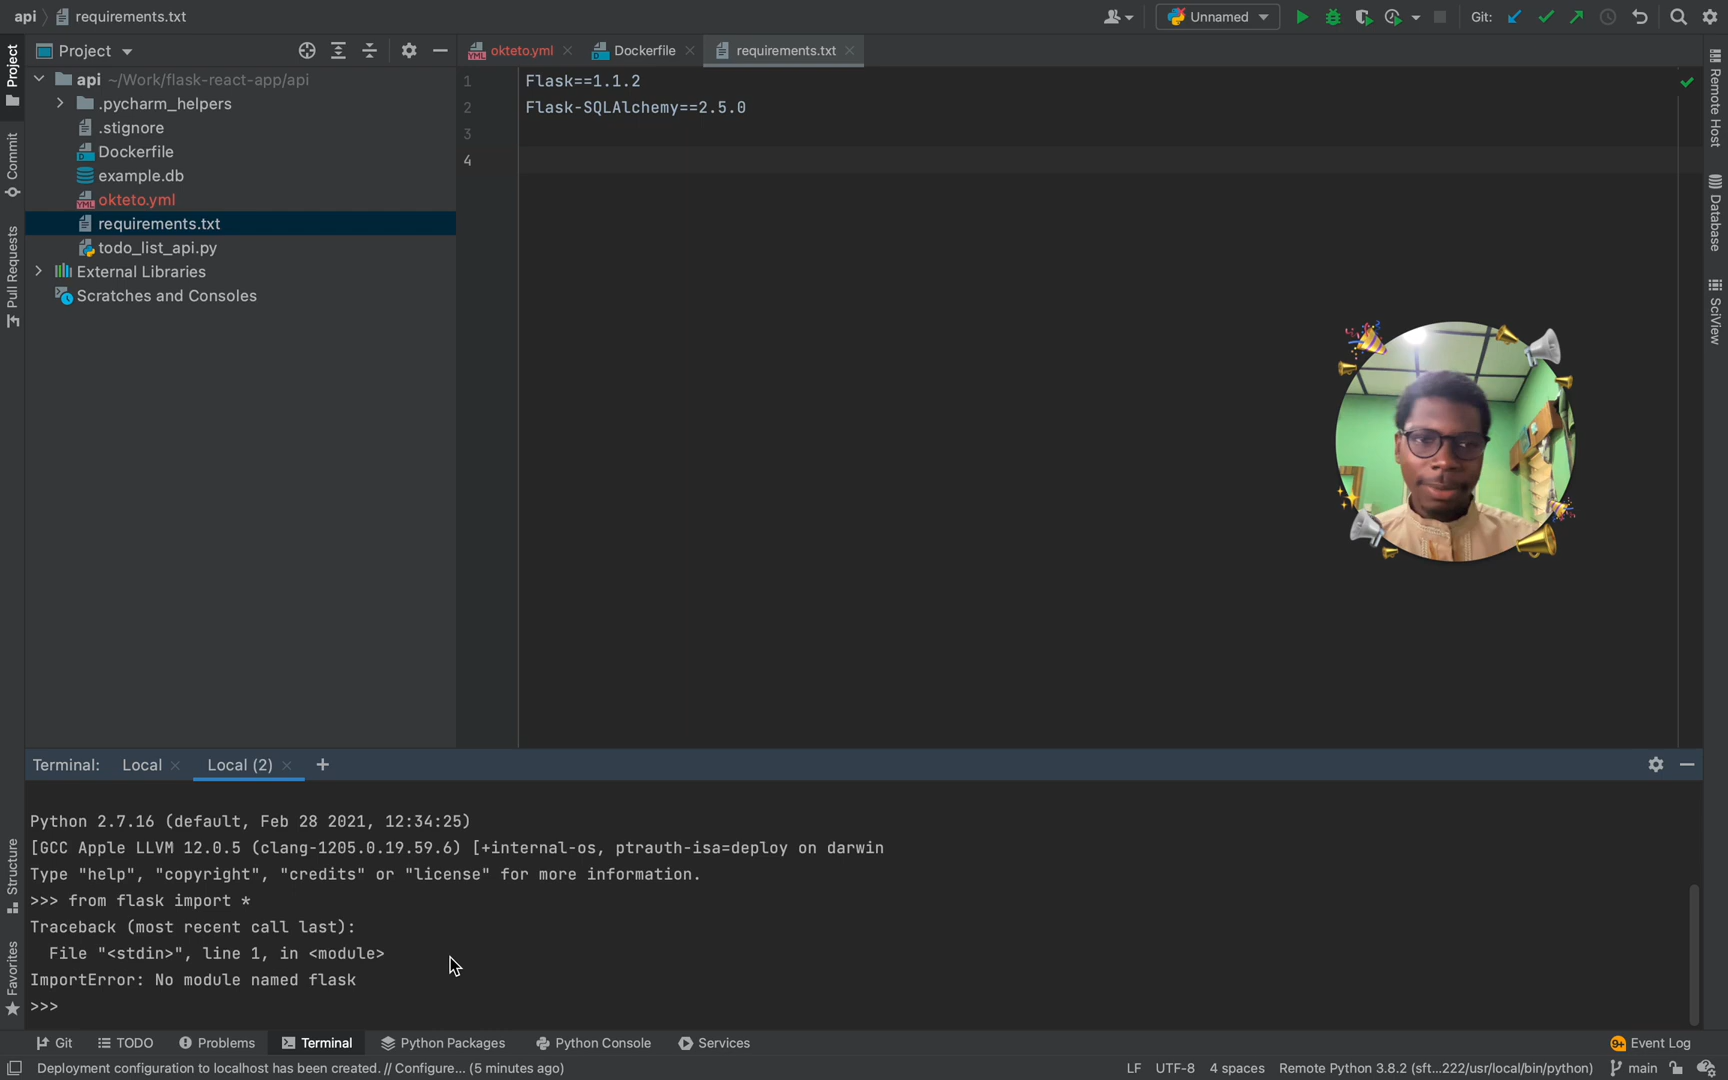 api requirements.txt
Unnamed Git:
Project
api ~/Work/flask-react-app/api
.pycharm_helpers
.stignore
Dockerfile
example.db
okteto.yml
requirements.txt
todo_list_api.py
External Libraries
Scratches and Consoles
okteto.yml Dockerfile requirements.txt
1 Flask==1.1.2
2 Flask-SQLAlchemy==2.5.0
3
4
Project
Commit
Pull Requests
Structure
Favorites
Remote Host
Database
SciView
Terminal: Local Local (2) +
Python 2.7.16 (default, Feb 28 2021, 12:34:25)
[GCC Apple LLVM 12.0.5 (clang-1205.0.19.59.6) [+internal-os, ptrauth-isa=deploy on darwin
Type "help", "copyright", "credits" or "license" for more information.
>>> from flask import *
Traceback (most recent call last):
File "<stdin>", line 1, in <module>
ImportError: No module named flask
>>>
Git TODO Problems Terminal Python Packages Python Console Services 9+ Event Log
Deployment configuration to localhost has been created. // Configure... (5 minutes ago) LF UTF-8 4 spaces Remote Python 3.8.2 (sft...222/usr/local/bin/python) main